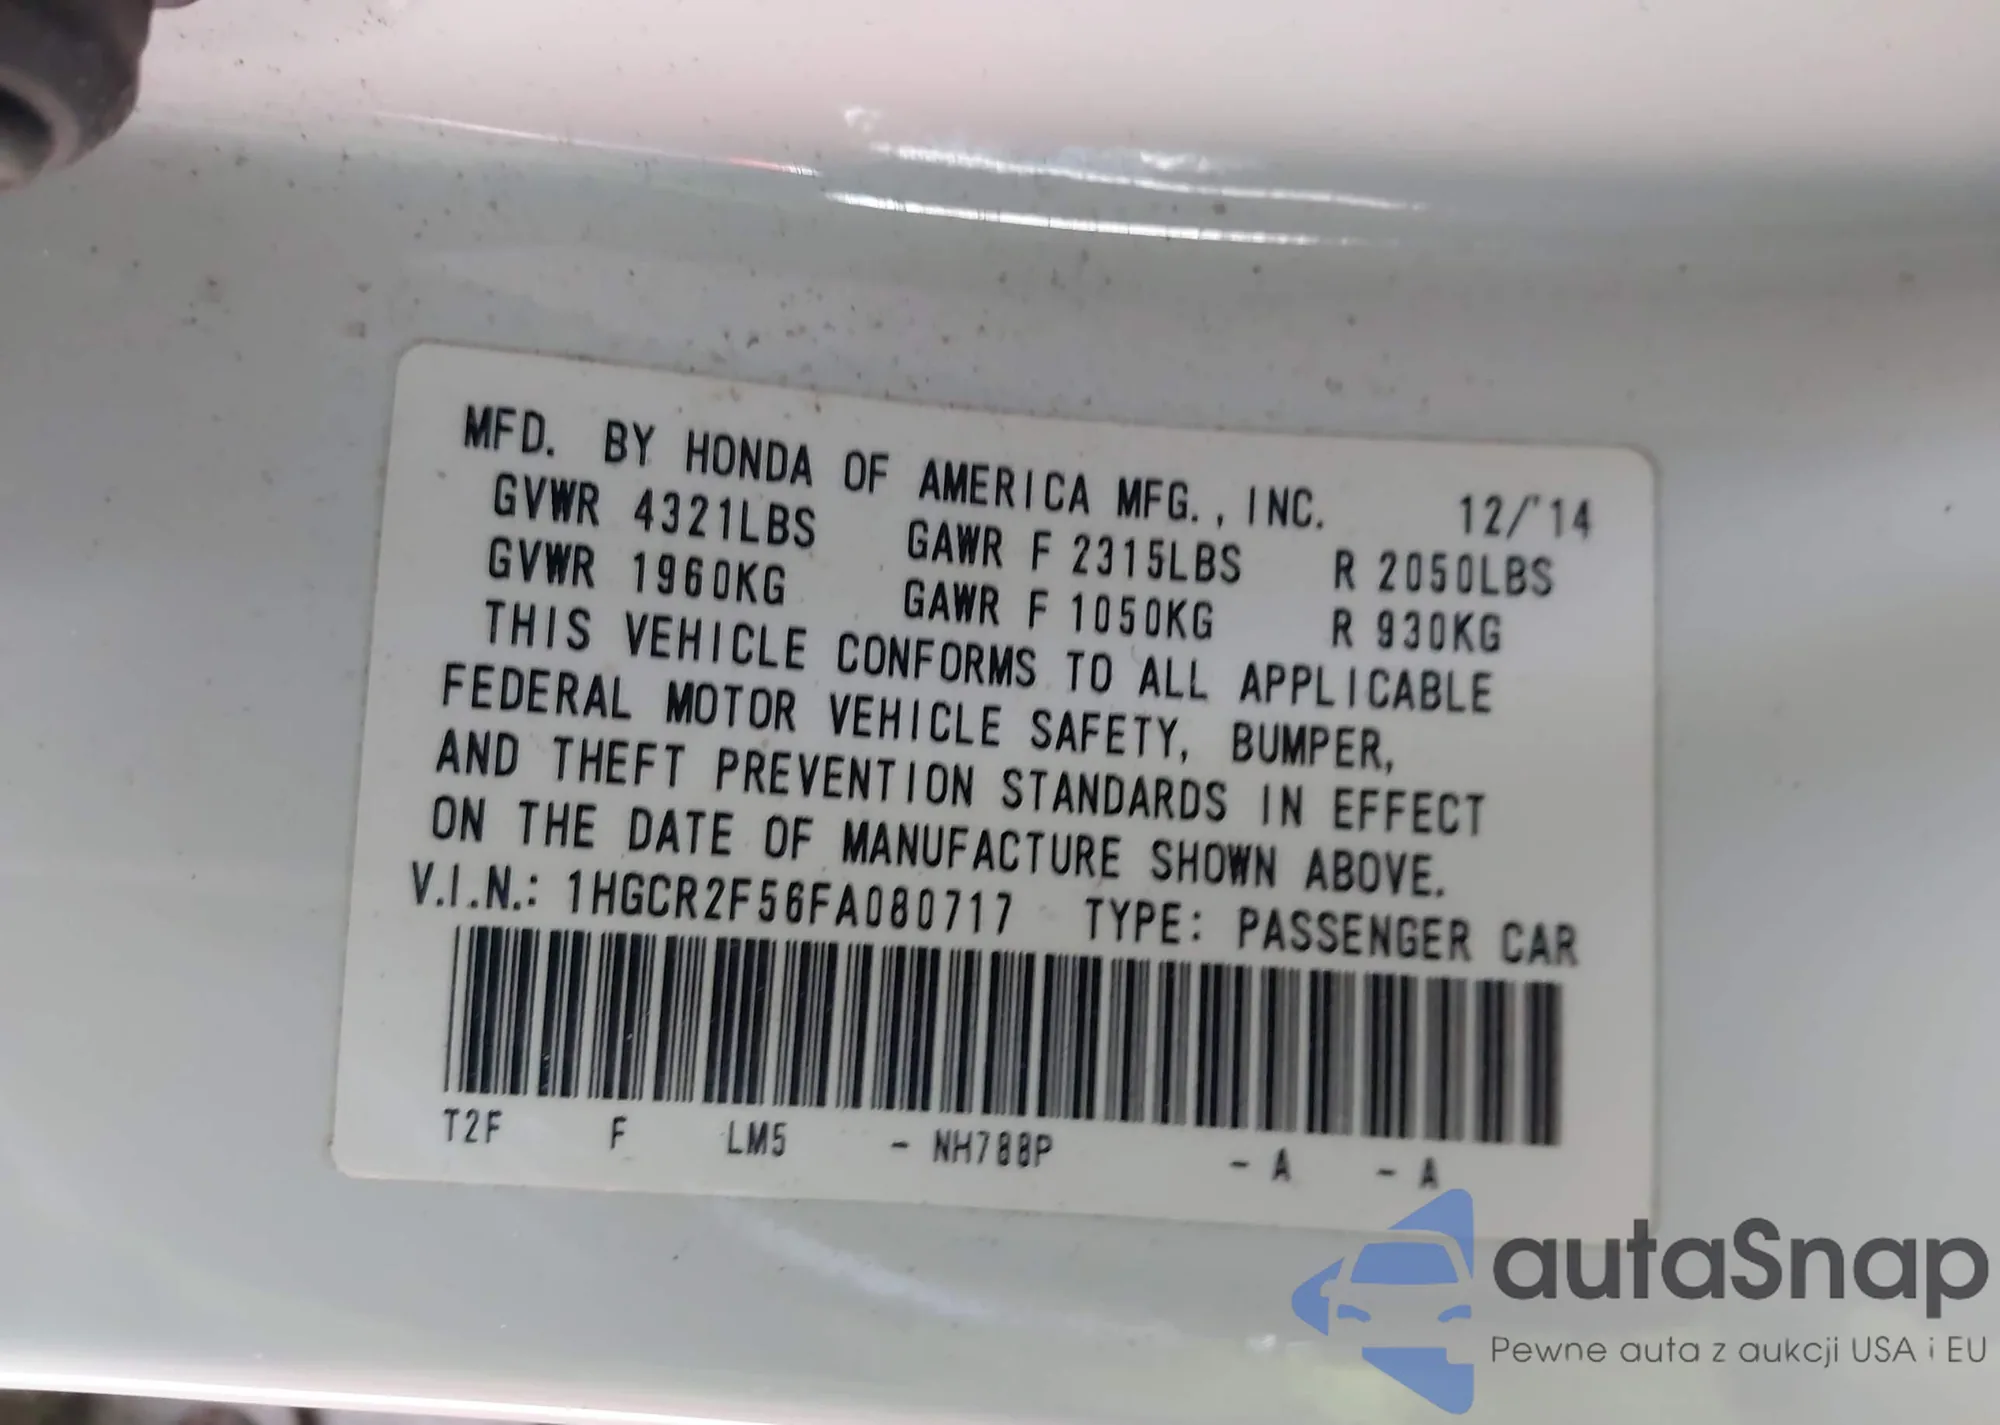 MFD. BY HONDA OF AMERICA MFG., INC. 12/'14
GVWR 4321LBS GAWR F 2315LBS R 2050LBS
GVWR 1960KG GAWR F 1050KG R 930KG
THIS VEHICLE CONFORMS TO ALL APPLICABLE
FEDERAL MOTOR VEHICLE SAFETY, BUMPER,
AND THEFT PREVENTION STANDARDS IN EFFECT
ON THE DATE OF MANUFACTURE SHOWN ABOVE.
V.I.N.: 1HGCR2F56FA080717 TYPE: PASSENGER CAR
T2F F LM5 - NH788P - A - A
autaSnap
Pewne auta z aukcji USA i EU